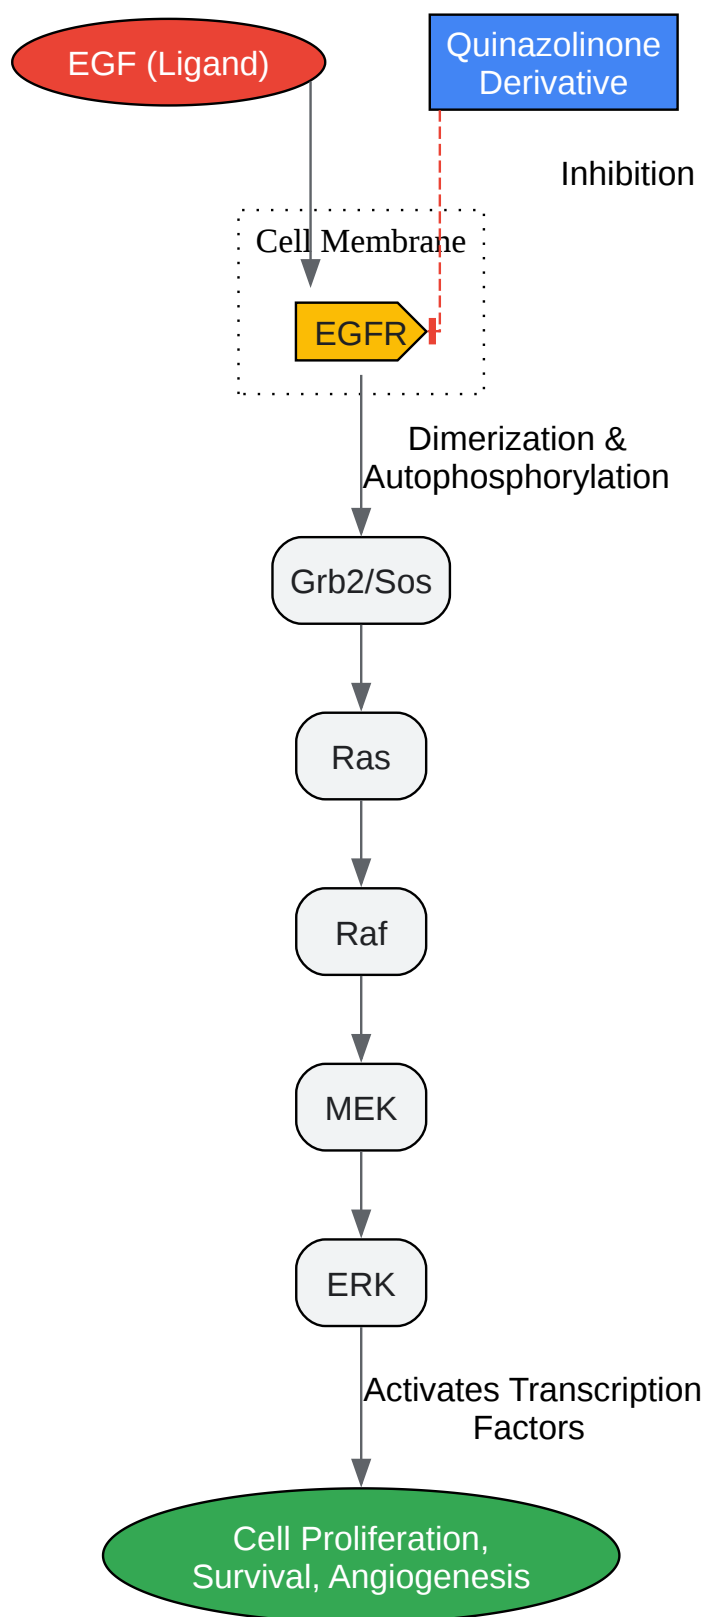 EGF (Ligand)
Quinazolinone
Derivative
Inhibition
Cell Membrane
EGFR
Dimerization &
Autophosphorylation
Grb2/Sos
Ras
Raf
MEK
ERK
Activates Transcription
Factors
Cell Proliferation,
Survival, Angiogenesis